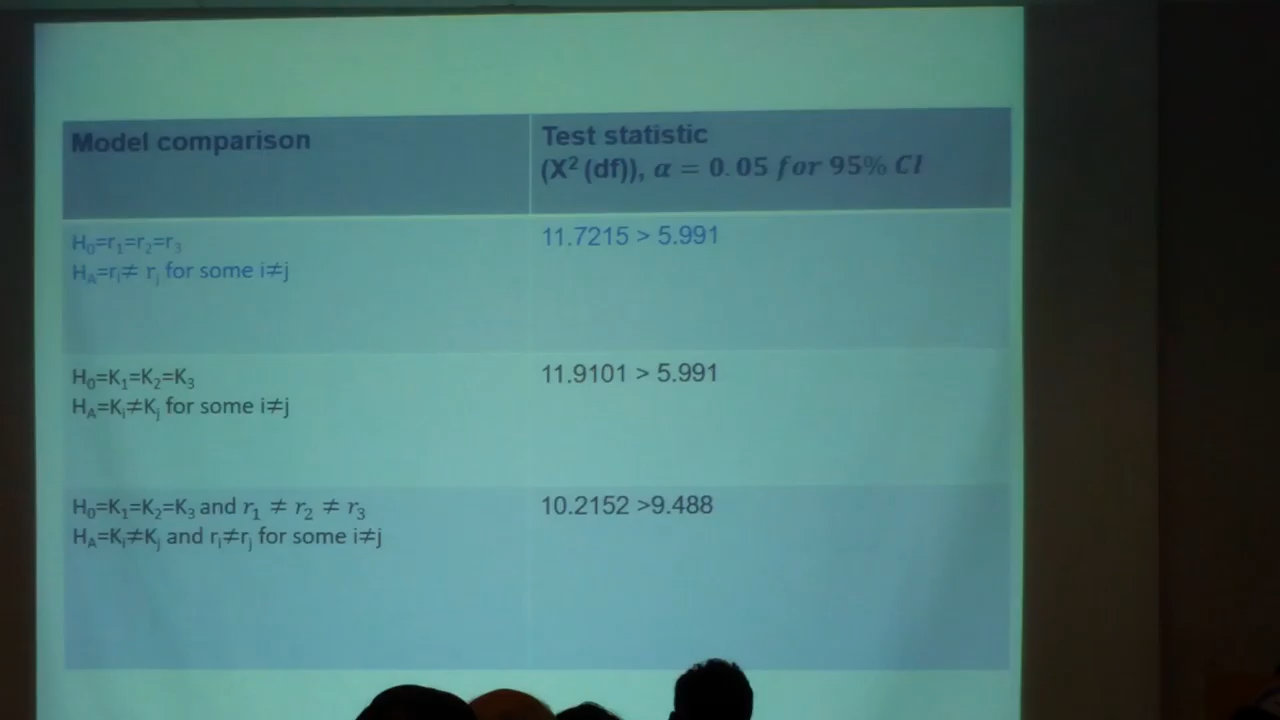 Model comparison
Test statistic
(X² (df)), α = 0.05 for 95% CI
H₀=r₁=r₂=r₃
H_A=rᵢ≠ rⱼ for some i≠j
11.7215 > 5.991
H₀=K₁=K₂=K₃
H_A=Kᵢ≠Kⱼ for some i≠j
11.9101 > 5.991
H₀=K₁=K₂=K₃ and r₁ ≠ r₂ ≠ r₃
H_A=Kᵢ≠Kⱼ and rᵢ≠rⱼ for some i≠j
10.2152 >9.488